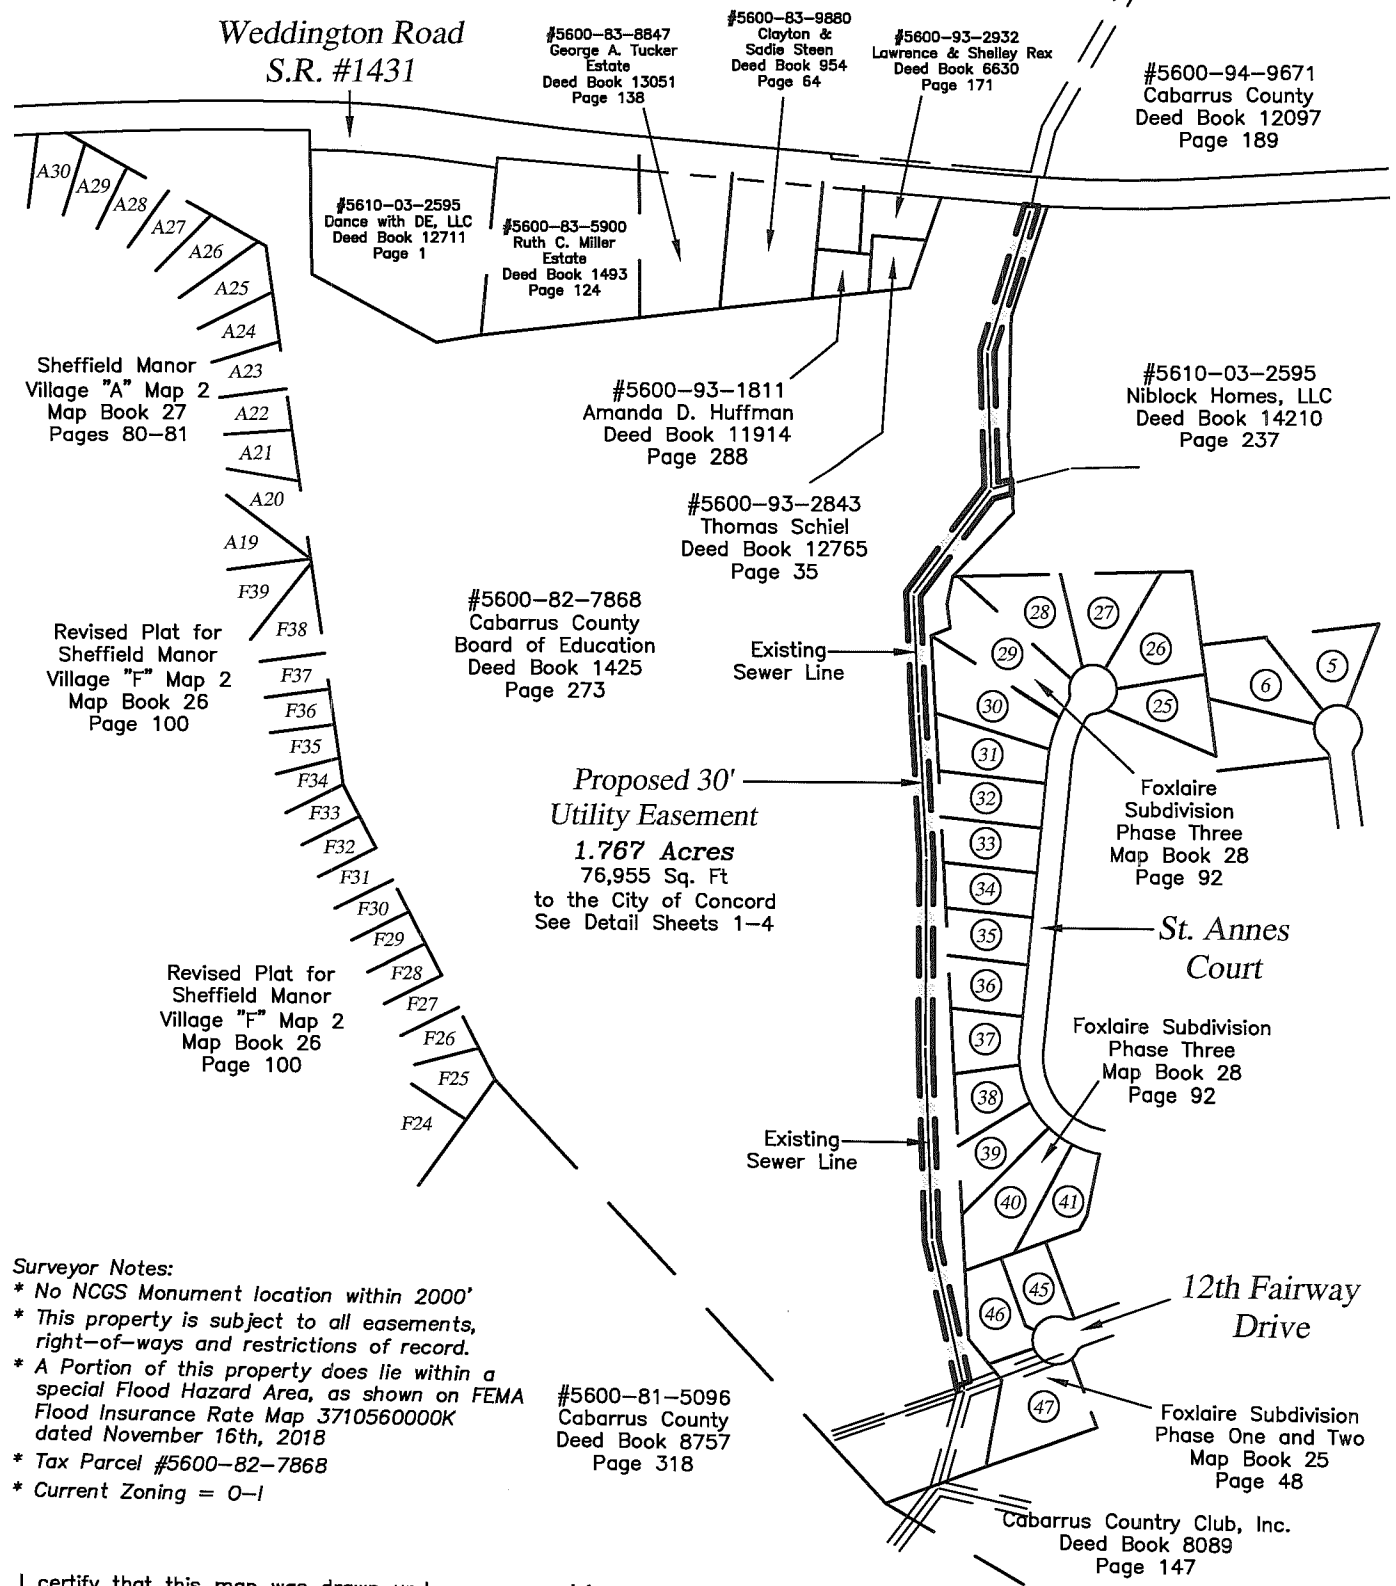 Weddington Road
S.R. #1431
#5600-83-8847
George A. Tucker
Estate
Deed Book 13051
Page 138
#5600-83-9880
Clayton &
Sadie Steen
Deed Book 954
Page 64
#5600-93-2932
Lawrence & Shelley Rex
Deed Book 6630
Page 171
#5600-94-9671
Cabarrus County
Deed Book 12097
Page 189
A30
A29
A28
A27
A26
A25
A24
A23
A22
A21
A20
A19
#5610-03-2595
Dance with DE, LLC
Deed Book 12711
Page 1
#5600-83-5900
Ruth C. Miller
Estate
Deed Book 1493
Page 124
Sheffield Manor
Village "A" Map 2
Map Book 27
Pages 80-81
#5600-93-1811
Amanda D. Huffman
Deed Book 11914
Page 288
#5610-03-2595
Niblock Homes, LLC
Deed Book 14210
Page 237
#5600-93-2843
Thomas Schiel
Deed Book 12765
Page 35
F39
F38
F37
F36
F35
F34
F33
F32
F31
F30
F29
F28
F27
F26
F25
F24
Revised Plat for
Sheffield Manor
Village "F" Map 2
Map Book 26
Page 100
#5600-82-7868
Cabarrus County
Board of Education
Deed Book 1425
Page 273
Existing
Sewer Line
28
27
29
26
30
25
6
5
31
32
33
34
35
36
37
38
39
40
41
Proposed 30'
Utility Easement
1.767 Acres
76,955 Sq. Ft
to the City of Concord
See Detail Sheets 1-4
Foxlaire
Subdivision
Phase Three
Map Book 28
Page 92
St. Annes
Court
Revised Plat for
Sheffield Manor
Village "F" Map 2
Map Book 26
Page 100
Foxlaire Subdivision
Phase Three
Map Book 28
Page 92
Existing
Sewer Line
45
46
47
12th Fairway
Drive
Surveyor Notes:
* No NCGS Monument location within 2000'
* This property is subject to all easements,
right-of-ways and restrictions of record.
* A Portion of this property does lie within a
special Flood Hazard Area, as shown on FEMA
Flood Insurance Rate Map 3710560000K
dated November 16th, 2018
* Tax Parcel #5600-82-7868
* Current Zoning = O-I
#5600-81-5096
Cabarrus County
Deed Book 8757
Page 318
Foxlaire Subdivision
Phase One and Two
Map Book 25
Page 48
Cabarrus Country Club, Inc.
Deed Book 8089
Page 147
I certify that this map was drawn